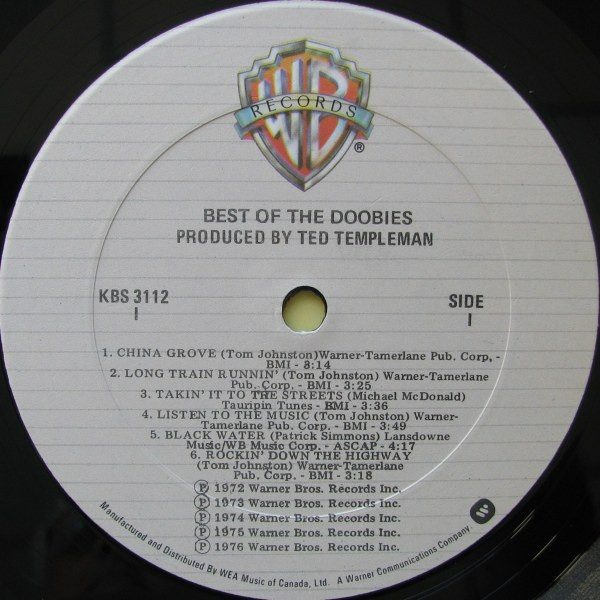 WB
RECORDS
®
BEST OF THE DOOBIES
PRODUCED BY TED TEMPLEMAN
KBS 3112
1
SIDE
1
1. CHINA GROVE (Tom Johnston)Warner-Tamerlane Pub. Corp, -
BMI - 8:14
2. LONG TRAIN RUNNIN' (Tom Johnston) Warner-Tamerlane
Pub. Corp. - BMI - 3:25
3. TAKIN' IT TO THE STREETS (Michael McDonald)
Tauripin Tunes - BMI - 3:36
4. LISTEN TO THE MUSIC (Tom Johnston) Warner-
Tamerlane Pub. Corp. - BMI - 3:49
5. BLACK WATER (Patrick Simmons) Lansdowne
Music/WB Music Corp. - ASCAP - 4:17
6. ROCKIN' DOWN THE HIGHWAY
(Tom Johnston) Warner-Tamerlane
Pub. Corp. - BMI - 3:18
Ⓟ 1972 Warner Bros. Records Inc.
Ⓟ 1973 Warner Bros. Records Inc.
Ⓟ 1974 Warner Bros. Records Inc.
Ⓟ 1975 Warner Bros. Records Inc.
Ⓟ 1976 Warner Bros. Records Inc.
Manufactured and Distributed By WEA Music of Canada, Ltd. A Warner Communications Company.